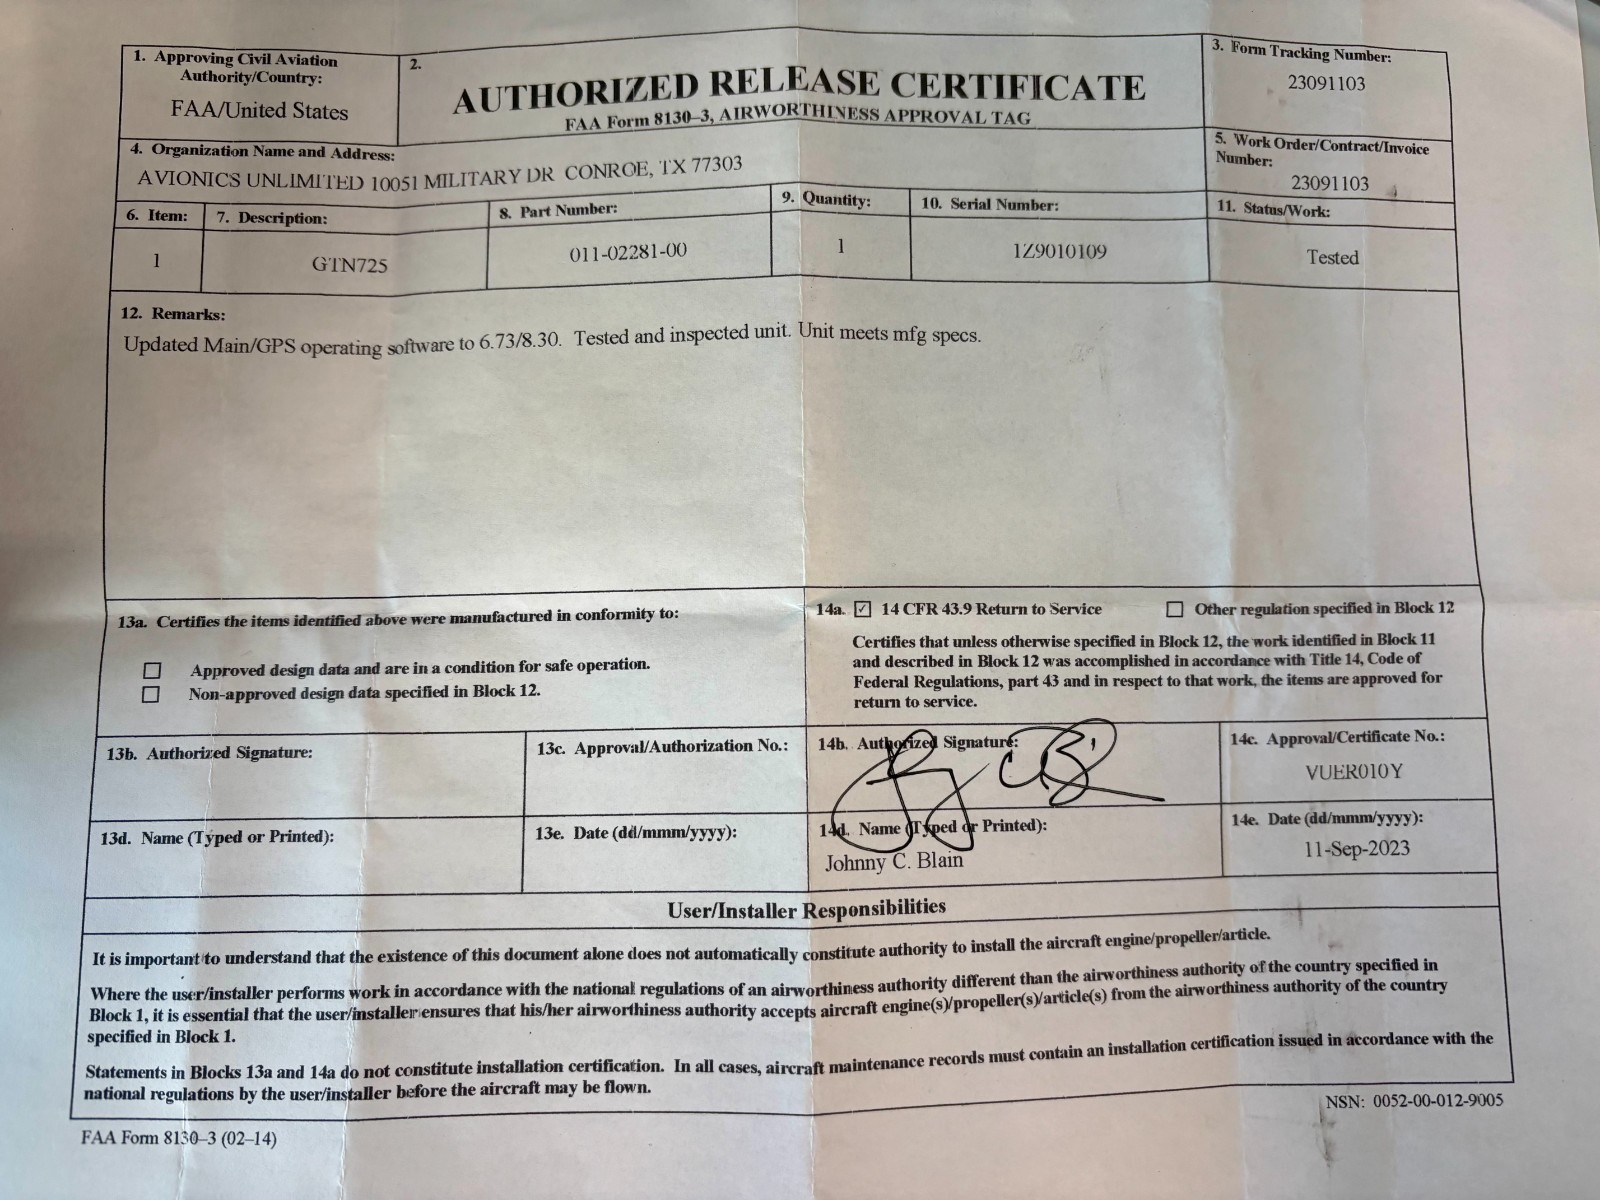 1. Approving Civil Aviation
Authority/Country:
FAA/United States
2.
AUTHORIZED RELEASE CERTIFICATE
FAA Form 8130–3, AIRWORTHINESS APPROVAL TAG
3. Form Tracking Number:
23091103
4. Organization Name and Address:
AVIONICS UNLIMITED 10051 MILITARY DR CONROE, TX 77303
5. Work Order/Contract/Invoice
Number:
23091103
6. Item:
1
7. Description:
GTN725
8. Part Number:
011-02281-00
9. Quantity:
1
10. Serial Number:
1Z9010109
11. Status/Work:
Tested
12. Remarks:
Updated Main/GPS operating software to 6.73/8.30. Tested and inspected unit. Unit meets mfg specs.
13a. Certifies the items identified above were manufactured in conformity to:
Approved design data and are in a condition for safe operation.
Non-approved design data specified in Block 12.
14a. ☑ 14 CFR 43.9 Return to Service ☐ Other regulation specified in Block 12
Certifies that unless otherwise specified in Block 12, the work identified in Block 11
and described in Block 12 was accomplished in accordance with Title 14, Code of
Federal Regulations, part 43 and in respect to that work, the items are approved for
return to service.
13b. Authorized Signature:
13c. Approval/Authorization No.:
14b. Authorized Signature:
14c. Approval/Certificate No.:
VUER010Y
13d. Name (Typed or Printed):
13e. Date (dd/mmm/yyyy):
14d. Name (Typed or Printed):
Johnny C. Blain
14e. Date (dd/mmm/yyyy):
11-Sep-2023
User/Installer Responsibilities
It is important to understand that the existence of this document alone does not automatically constitute authority to install the aircraft engine/propeller/article.
Where the user/installer performs work in accordance with the national regulations of an airworthiness authority different than the airworthiness authority of the country specified in
Block 1, it is essential that the user/installer ensures that his/her airworthiness authority accepts aircraft engine(s)/propeller(s)/article(s) from the airworthiness authority of the country
specified in Block 1.
Statements in Blocks 13a and 14a do not constitute installation certification. In all cases, aircraft maintenance records must contain an installation certification issued in accordance with the
national regulations by the user/installer before the aircraft may be flown.
FAA Form 8130–3 (02–14)
NSN: 0052-00-012-9005